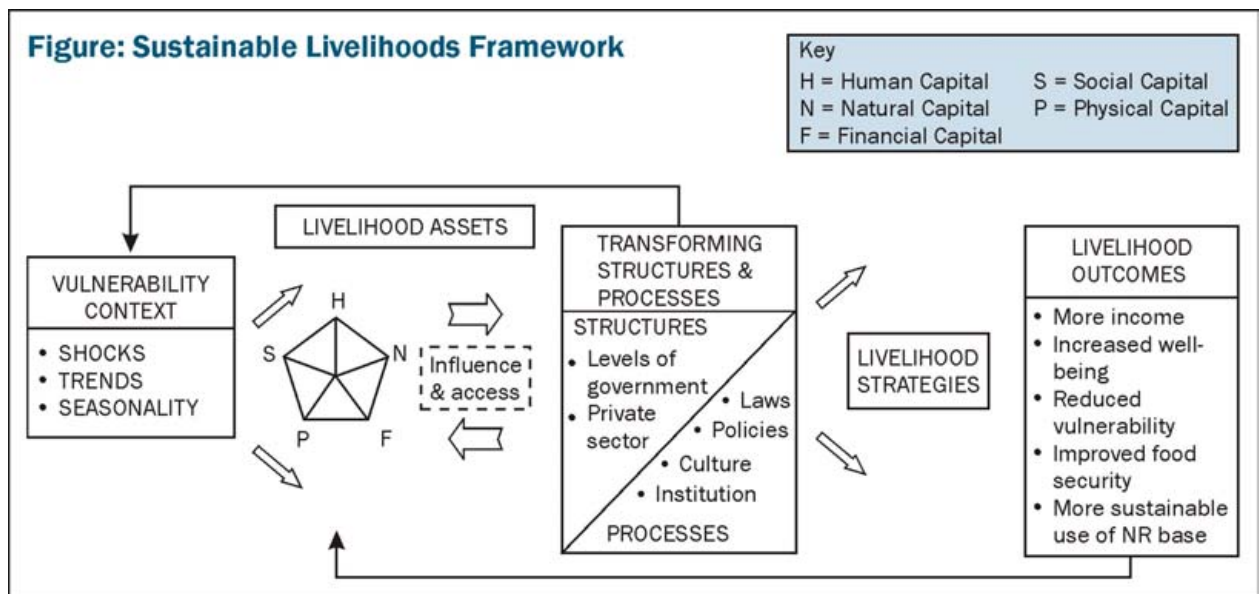 Figure: Sustainable Livelihoods Framework
Key
H = Human Capital
S = Social Capital
N = Natural Capital
P = Physical Capital
F = Financial Capital
VULNERABILITY
CONTEXT
• SHOCKS
• TRENDS
• SEASONALITY
LIVELIHOOD ASSETS
H
S
N
P
F
Influence
& access
TRANSFORMING
STRUCTURES &
PROCESSES
STRUCTURES
• Levels of
government
• Private
sector
• Laws
• Policies
• Culture
• Institution
PROCESSES
LIVELIHOOD
STRATEGIES
LIVELIHOOD
OUTCOMES
• More income
• Increased well-
being
• Reduced
vulnerability
• Improved food
security
• More sustainable
use of NR base